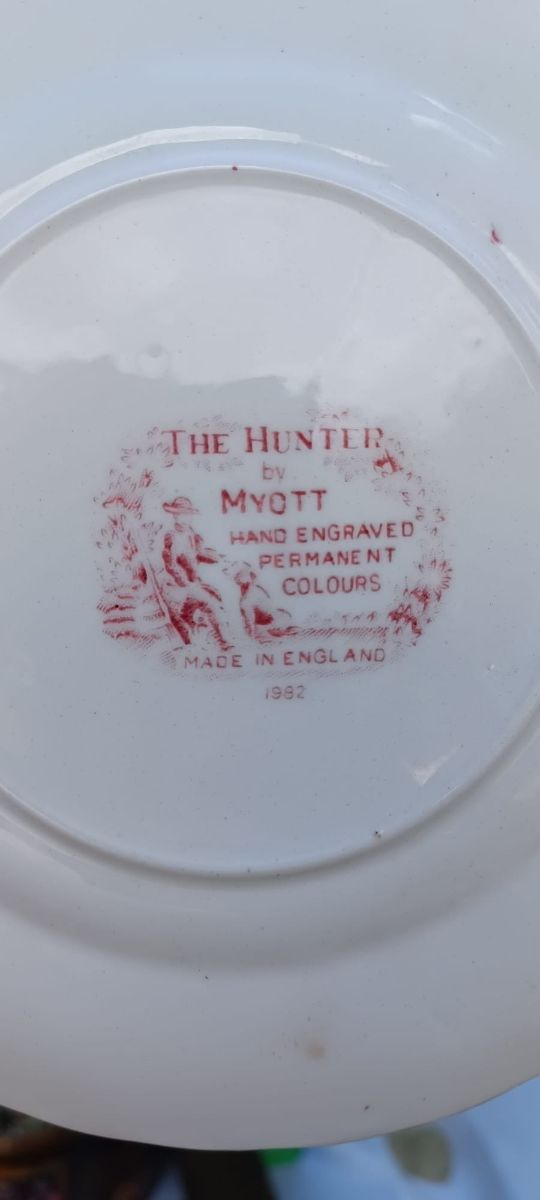 THE HUNTER
by
MYOTT
HAND ENGRAVED
PERMANENT
COLOURS
MADE IN ENGLAND
1982